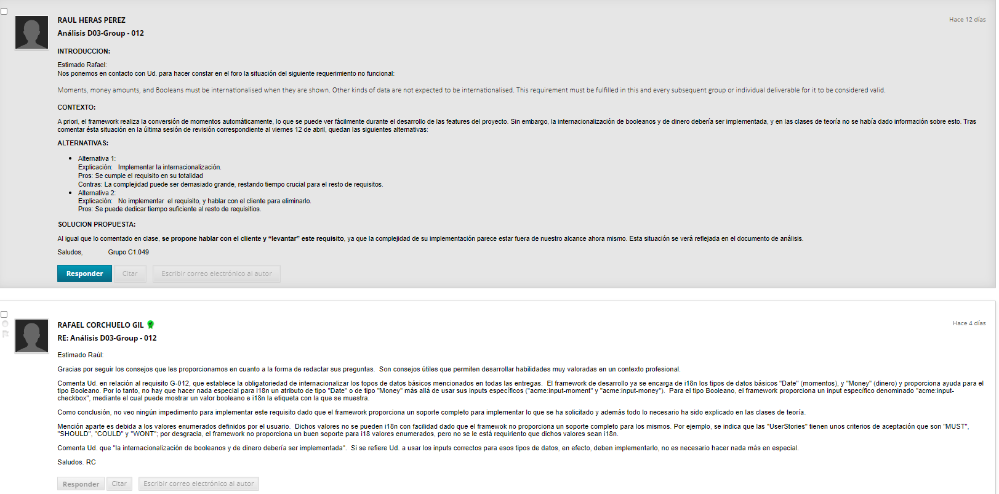 RAUL HERAS PEREZ
Hace 12 días
Análisis D03-Group - 012
INTRODUCCION:
Estimado Rafael:
Nos ponemos en contacto con Ud. para hacer constar en el foro la situación del siguiente requerimiento no funcional:
Moments, money amounts, and Booleans must be internationalised when they are shown. Other kinds of data are not expected to be internationalised. This requirement must be fulfilled in this and every subsequent group or individual deliverable for it to be considered valid.
CONTEXTO:
A priori, el framework realiza la conversión de momentos automáticamente, lo que se puede ver fácilmente durante el desarrollo de las features del proyecto. Sin embargo, la internacionalización de booleanos y de dinero debería ser implementada, y en las clases de teoría no se había dado información sobre esto. Tras
comentar ésta situación en la última sesión de revisión correspondiente al viernes 12 de abril, quedan las siguientes alternativas:
ALTERNATIVAS:
• Alternativa 1:
Explicación: Implementar la internacionalización.
Pros: Se cumple el requisito en su totalidad
Contras: La complejidad puede ser demasiado grande, restando tiempo crucial para el resto de requisitos.
• Alternativa 2:
Explicación: No implementar el requisito, y hablar con el cliente para eliminarlo.
Pros: Se puede dedicar tiempo suficiente al resto de requisitios.
SOLUCION PROPUESTA:
Al igual que lo comentado en clase, se propone hablar con el cliente y “levantar” este requisito, ya que la complejidad de su implementación parece estar fuera de nuestro alcance ahora mismo. Esta situación se verá reflejada en el documento de análisis.
Saludos, Grupo C1.049
Responder Citar Escribir correo electrónico al autor
RAFAEL CORCHUELO GIL
Hace 4 días
RE: Análisis D03-Group - 012
Estimado Raúl:
Gracias por seguir los consejos que les proporcionamos en cuanto a la forma de redactar sus preguntas. Son consejos útiles que permiten desarrollar habilidades muy valoradas en un contexto profesional.
Comenta Ud. en relación al requisito G-012, que establece la obligatoriedad de internacionalizar los topos de datos básicos mencionados en todas las entregas. El framework de desarrollo ya se encarga de i18n los tipos de datos básicos "Date" (momentos), y "Money" (dinero) y proporciona ayuda para el
tipo Booleano. Por lo tanto, no hay que hacer nada especial para i18n un atributo de tipo "Date" o de tipo "Money" más allá de usar sus inputs específicos ("acme:input-moment" y "acme:input-money"). Para el tipo Booleano, el framework proporciona un input específico denominado "acme:input-
checkbox", mediante el cual puede mostrar un valor booleano e i18n la etiqueta con la que se muestra.
Como conclusión, no veo ningún impedimento para implementar este requisito dado que el framework proporciona un soporte completo para implementar lo que se ha solicitado y además todo lo necesario ha sido explicado en las clases de teoría.
Mención aparte es debida a los valores enumerados definidos por el usuario. Dichos valores no se pueden i18n con facilidad dado que el framewok no proporciona un soporte completo para los mismos. Por ejemplo, se indica que las "UserStories" tienen unos criterios de aceptación que son "MUST",
"SHOULD", "COULD" y "WONT"; por desgracia, el framework no proporciona un buen soporte para i18 valores enumerados, pero no se le está requiriento que dichos valores sean i18n.
Comenta Ud. que "la internacionalización de booleanos y de dinero debería ser implementada". Si se refiere Ud. a usar los inputs correctos para esos tipos de datos, en efecto, deben implementarlo, no es necesario hacer nada más en especial.
Saludos. RC
Responder Citar Escribir correo electrónico al autor